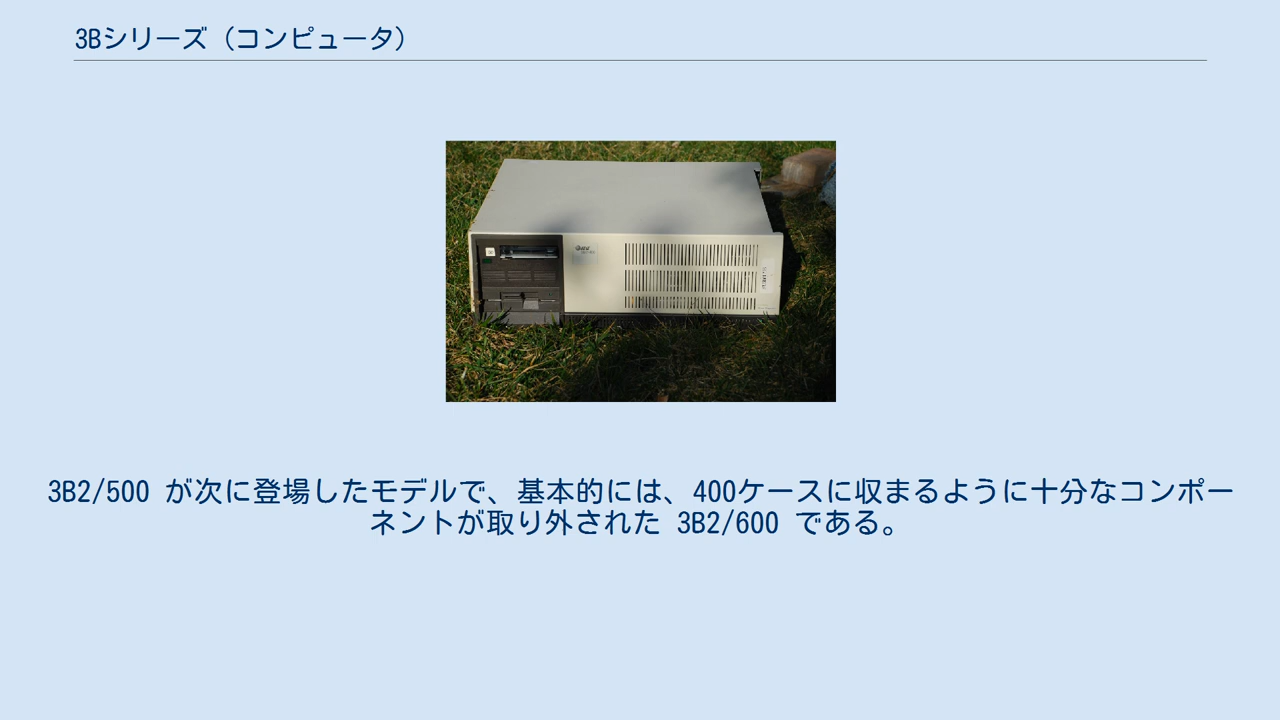 3Bシリーズ（コンピュータ）
3B2/500 が次に登場したモデルで、基本的には、400ケースに収まるように十分なコンポー
ネントが取り外された 3B2/600 である。